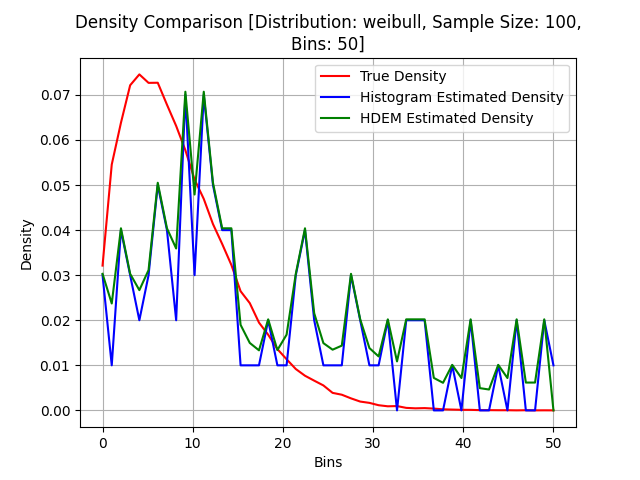 Density Comparison [Distribution: weibull, Sample Size: 100,
Bins: 50]
True Density
Histogram Estimated Density
HDEM Estimated Density
Density
0.07
0.06
0.05
0.04
0.03
0.02
0.01
0.00
0 10 20 30 40 50
Bins